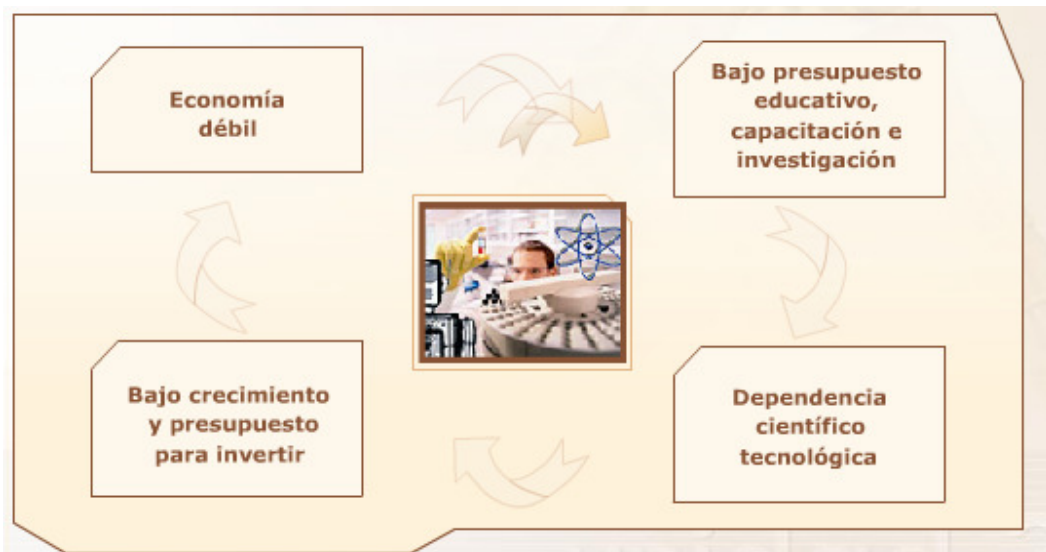 Economía
débil
Bajo presupuesto
educativo,
capacitación e
investigación
Bajo crecimiento
y presupuesto
para invertir
Dependencia
científico
tecnológica